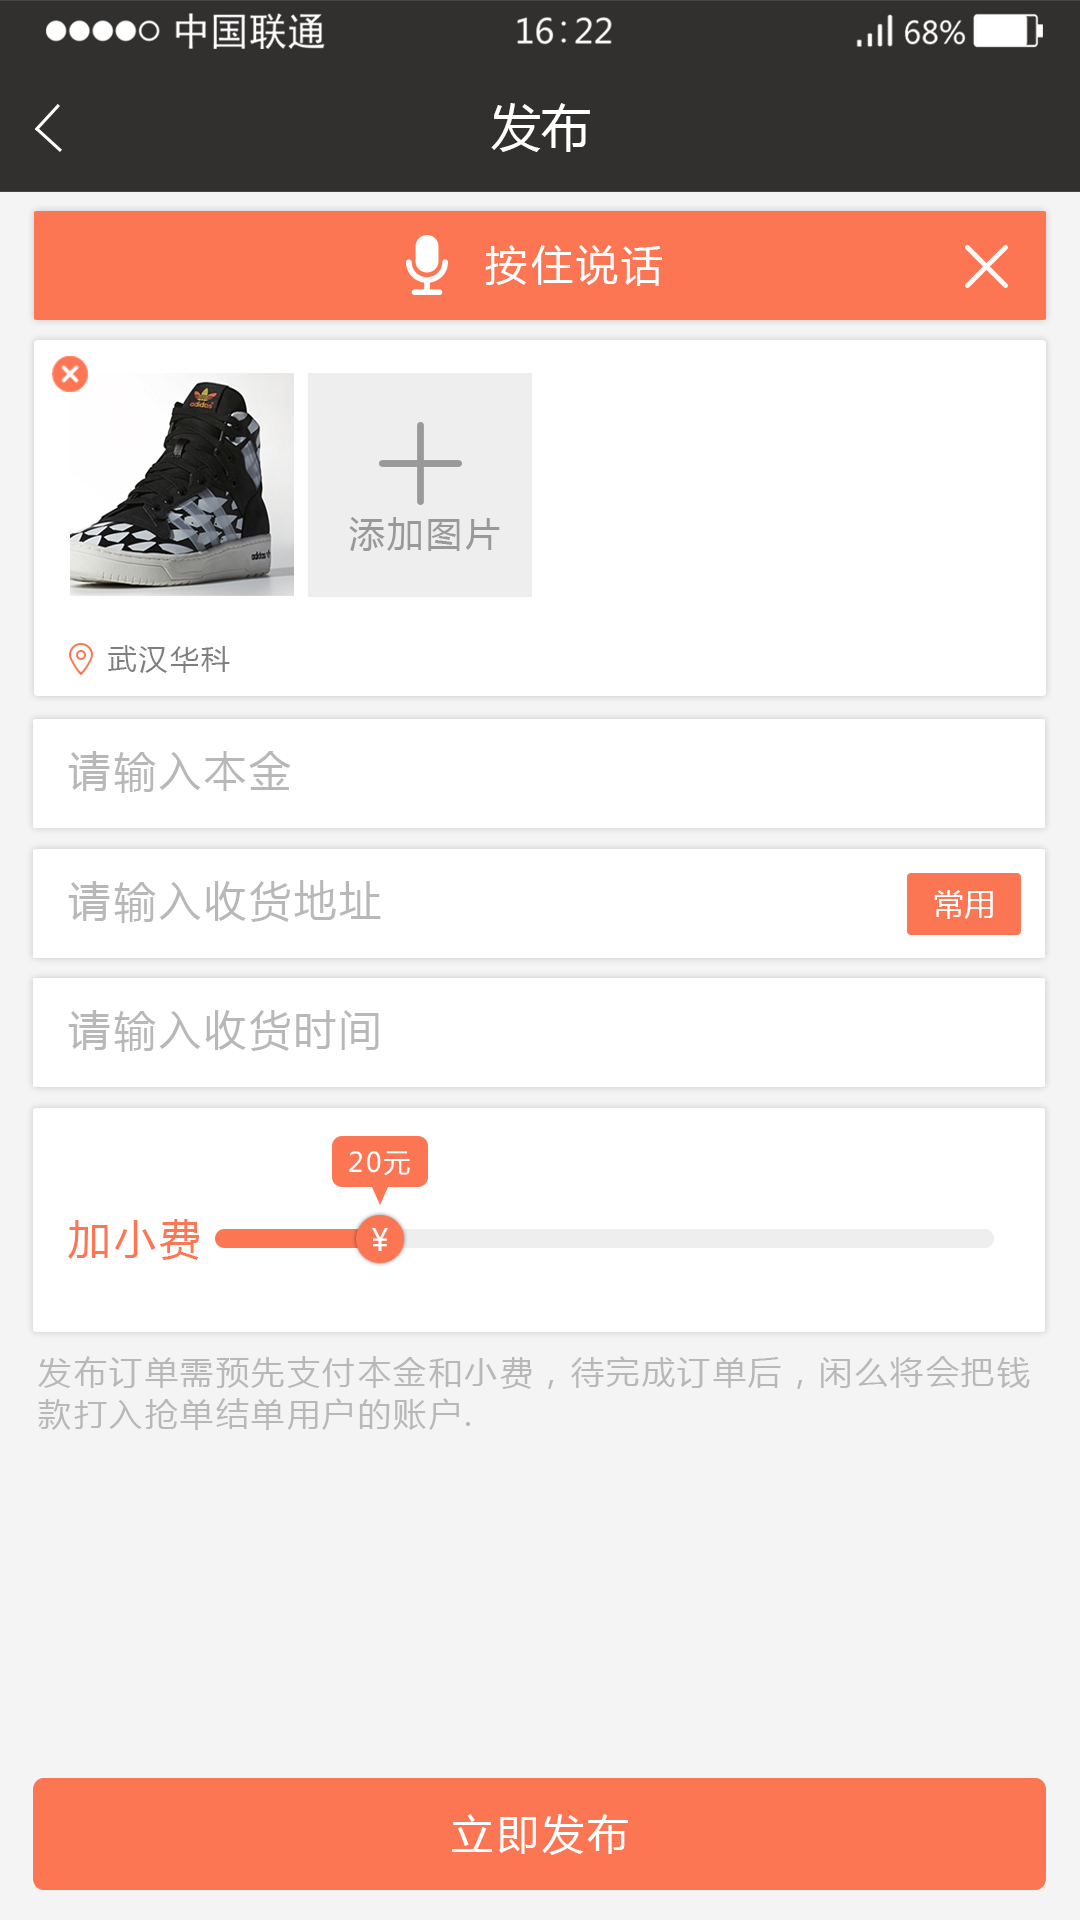 中国联通 16:22 68%
发布
按住说话
adidas
添加图片
adidas
武汉华科
请输入本金
请输入收货地址 常用
请输入收货时间
20元
加小费 ¥
发布订单需预先支付本金和小费，待完成订单后，闲么将会把钱
款打入抢单结单用户的账户.
立即发布